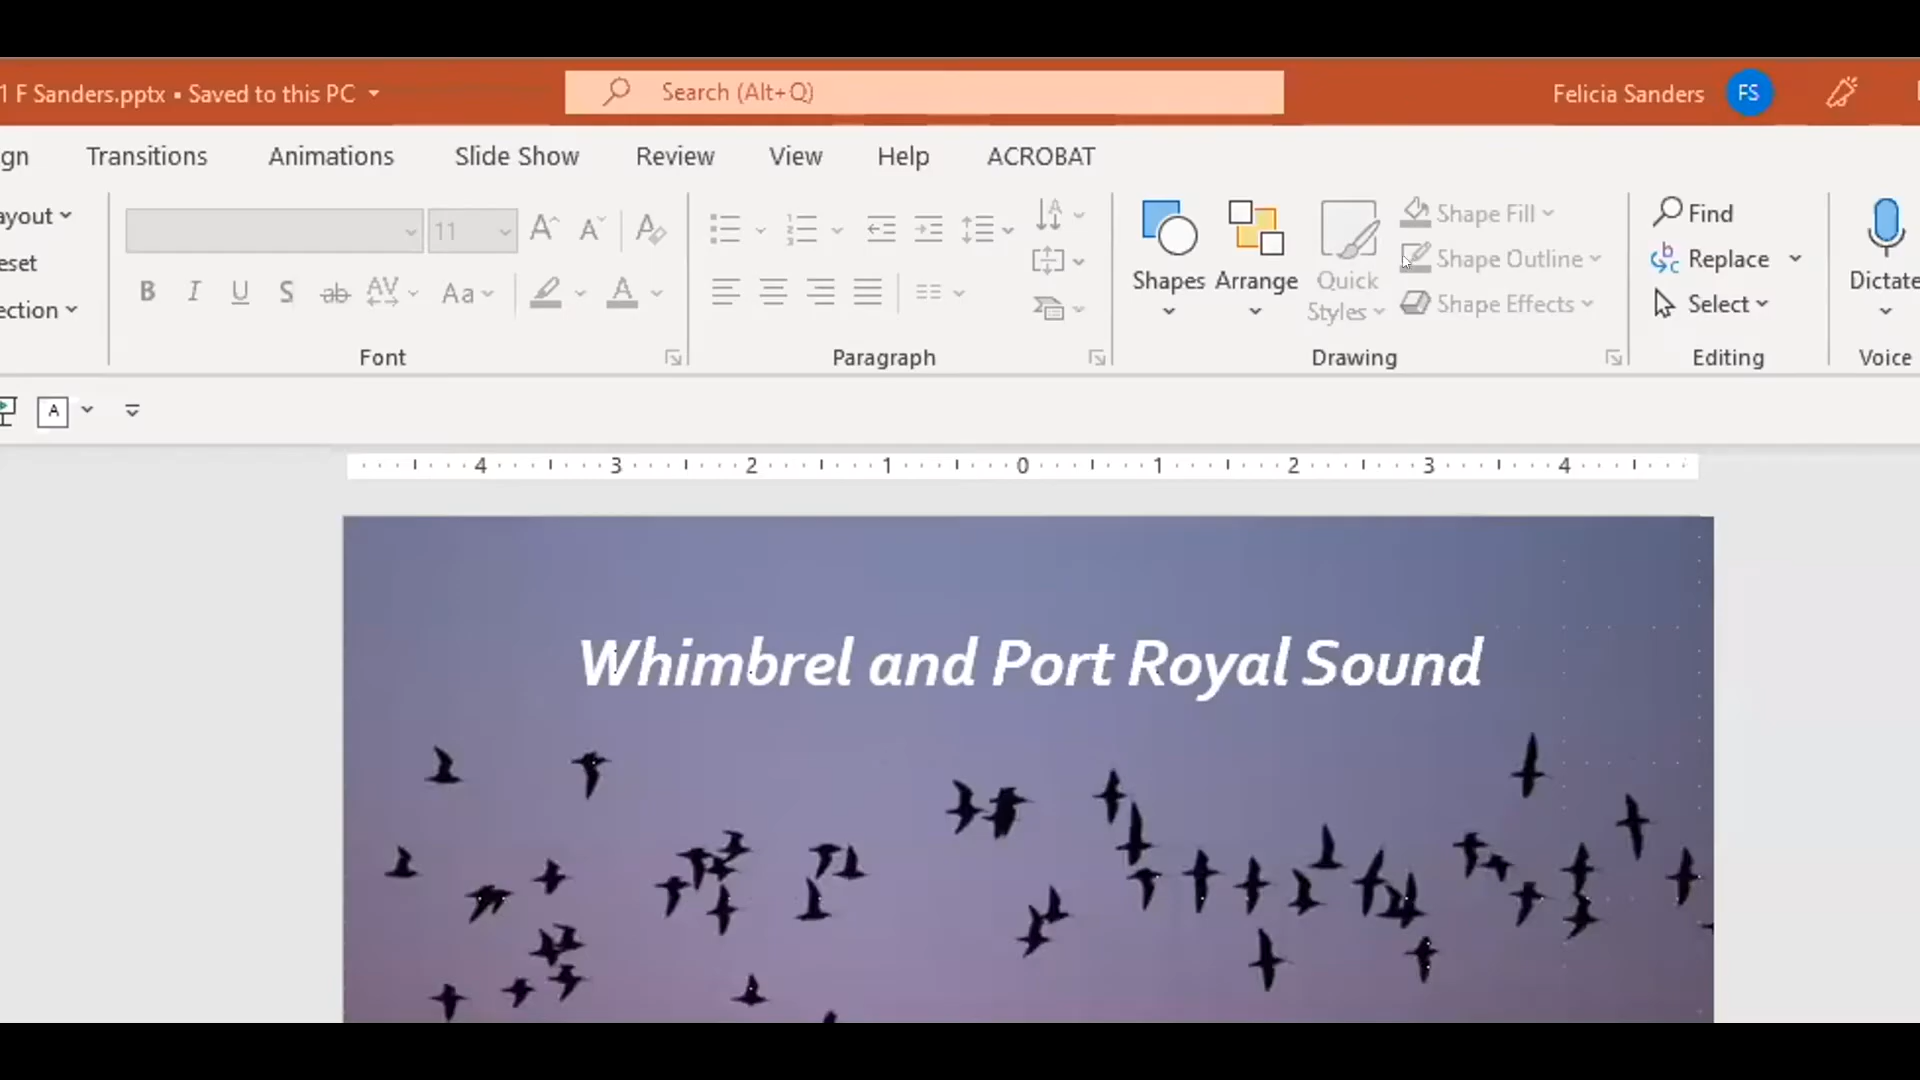 1 F Sanders.pptx • Saved to this PC
Search (Alt+Q)
Felicia Sanders
FS
gn
Transitions
Animations
Slide Show
Review
View
Help
ACROBAT
ayout
eset
ection
11
B I U S ab AV Aa A
Font
Paragraph
Shapes
Arrange
Quick
Styles
Shape Fill
Shape Outline
Shape Effects
Drawing
Find
Replace
Select
Editing
Dictate
Voice
A
4 3 2 1 0 1 2 3 4
Whimbrel and Port Royal Sound